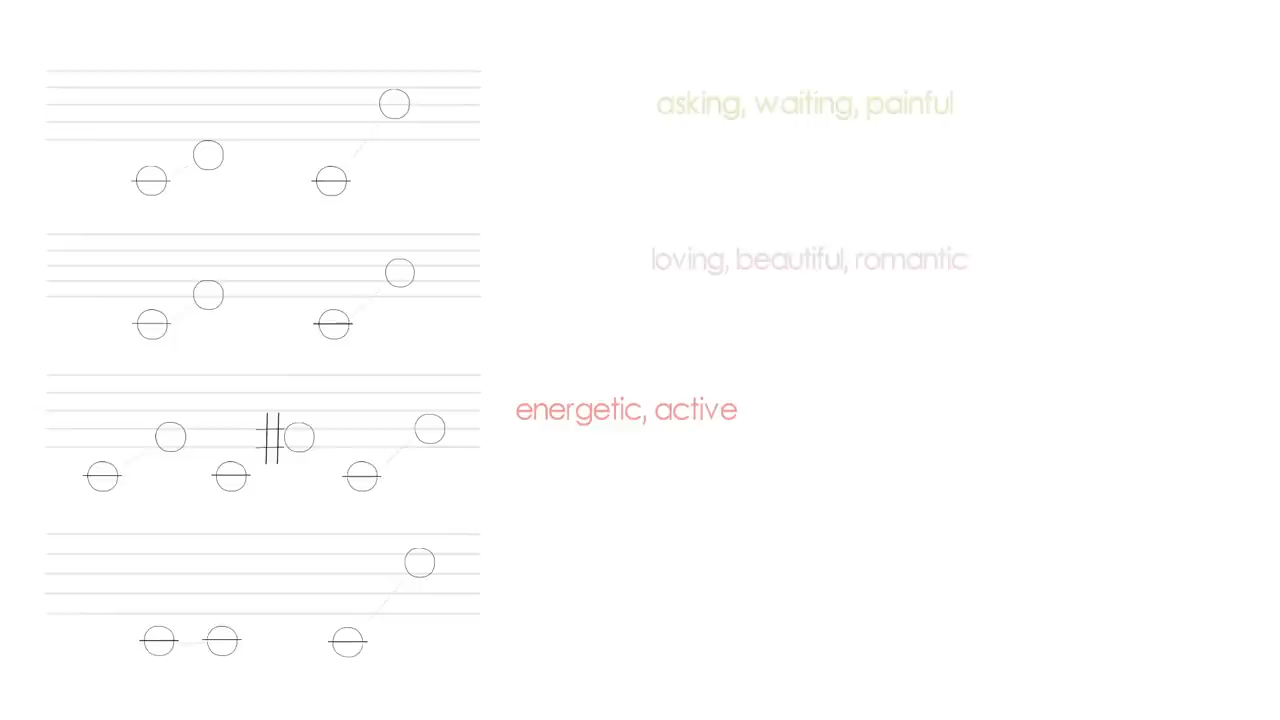 asking, waiting, painful
loving, beautiful, romantic
energetic, active